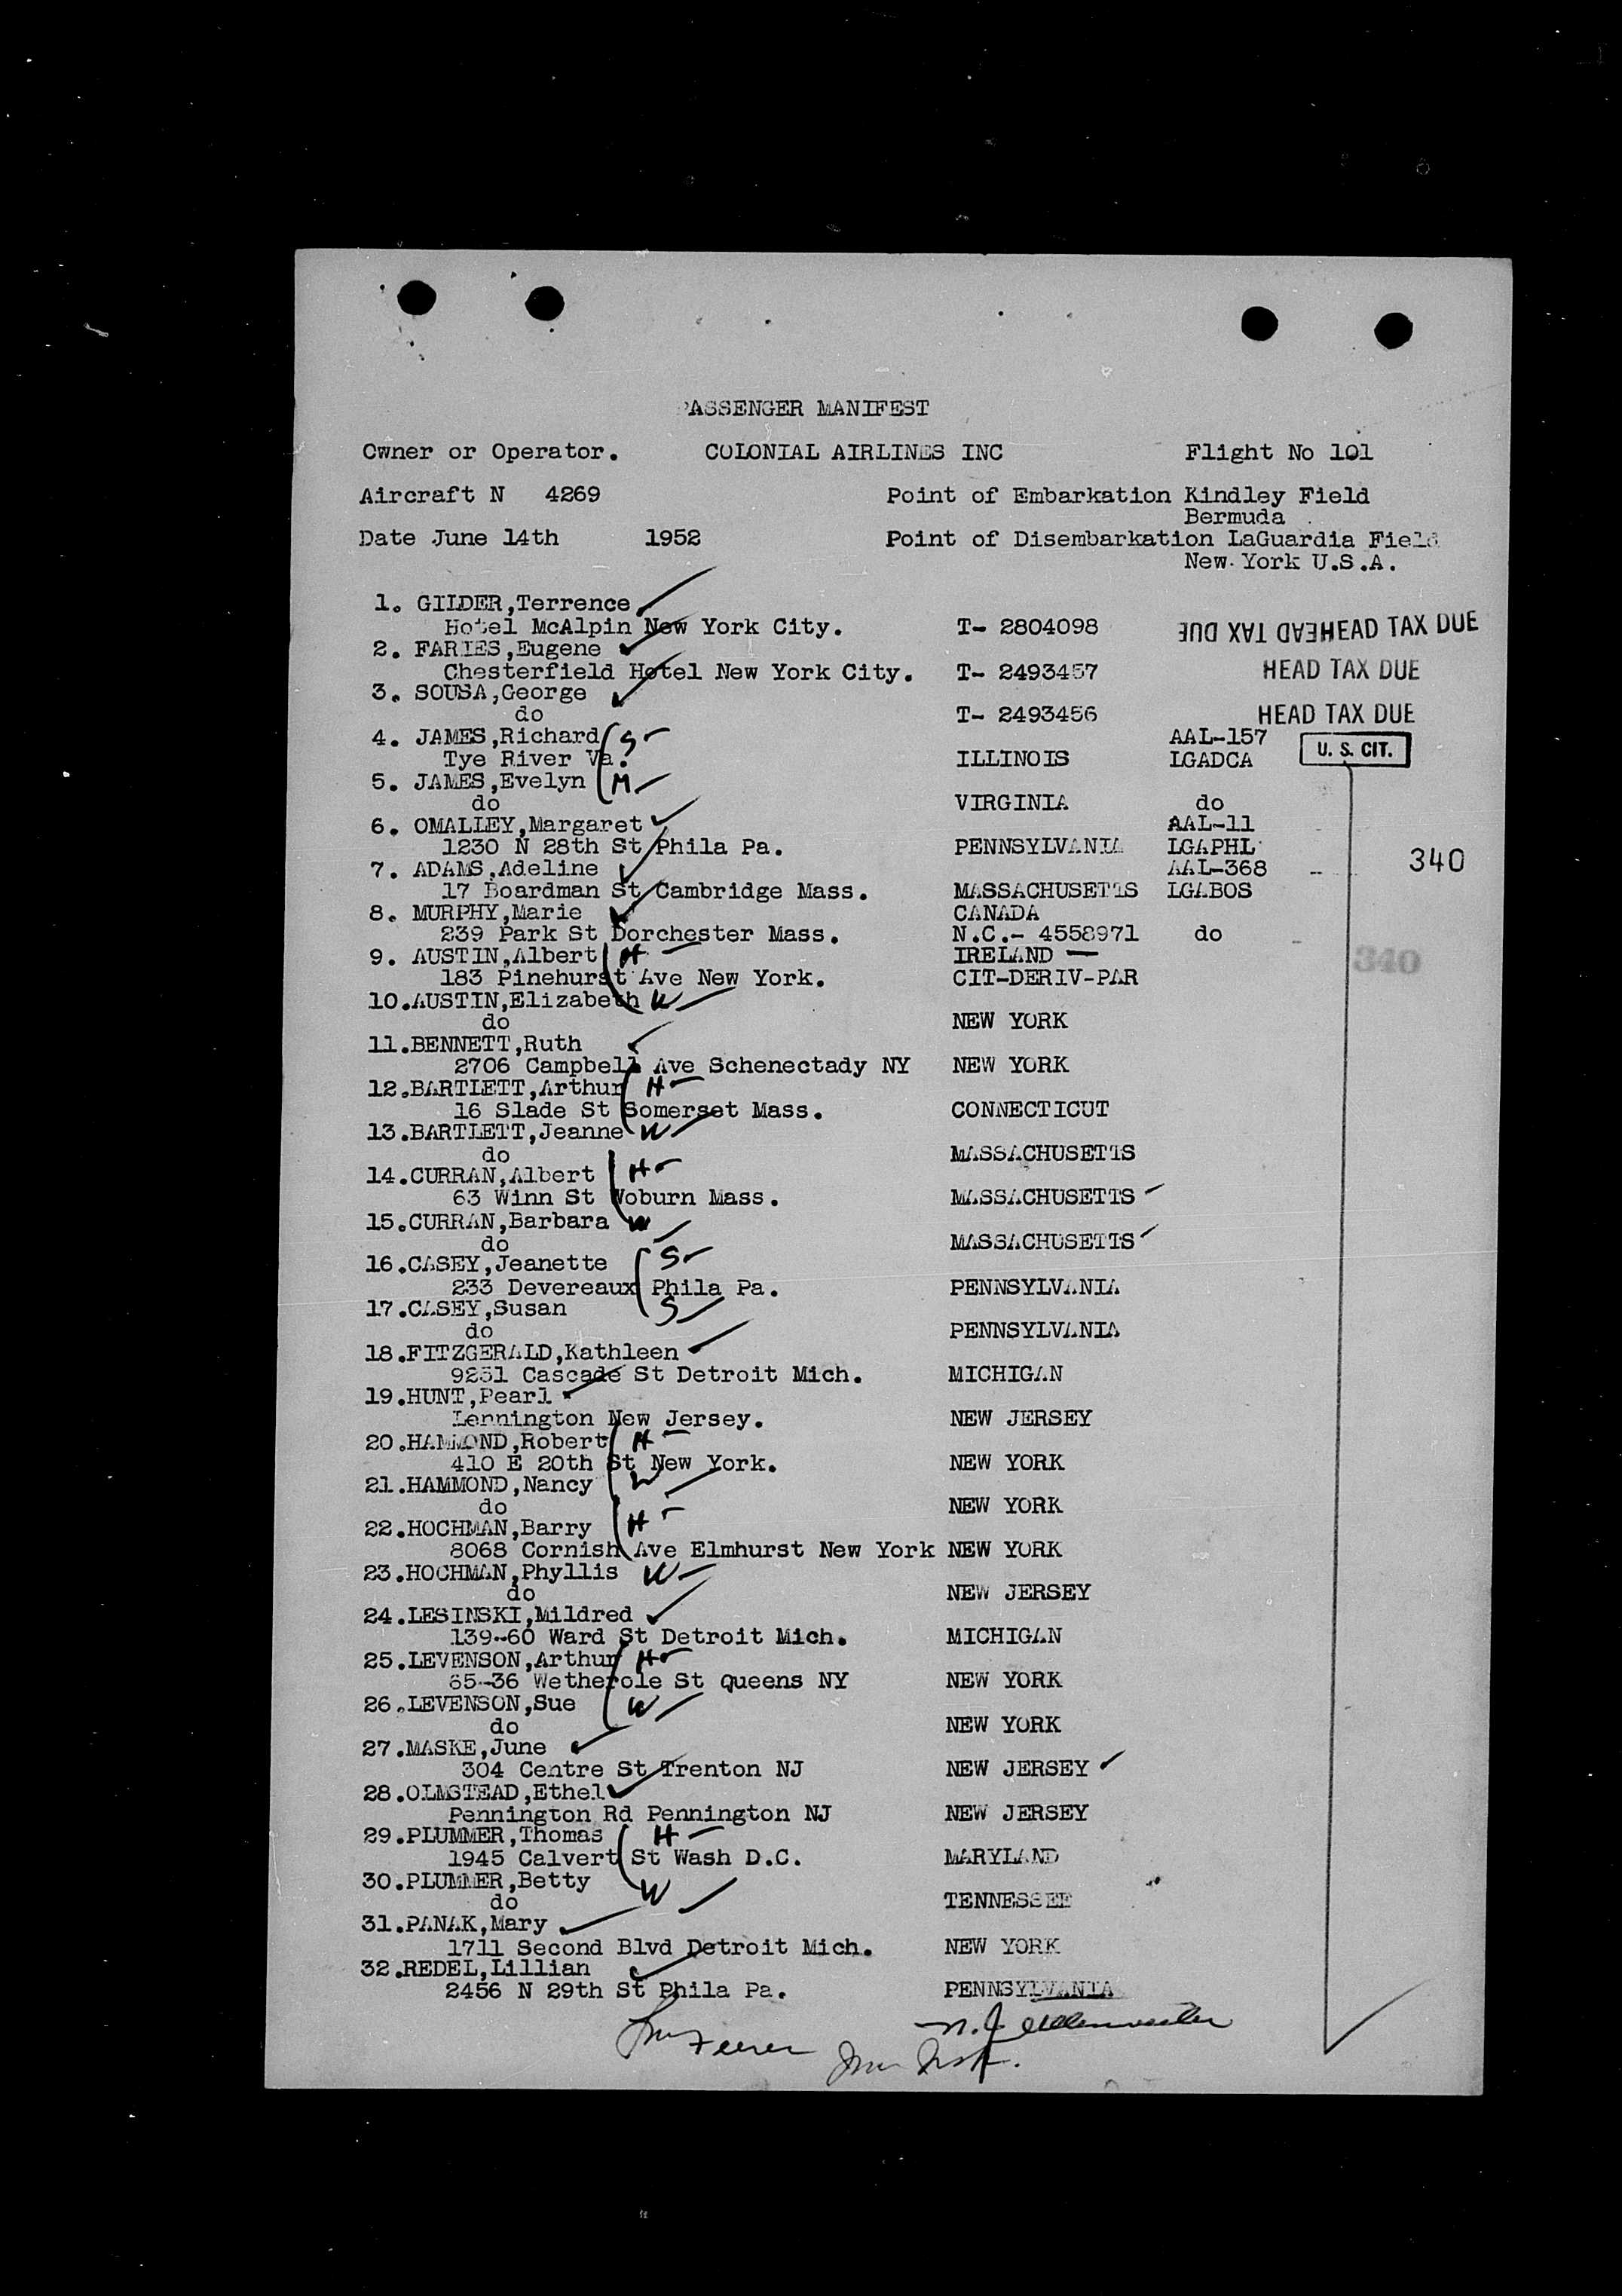 PASSENGER MANIFEST
Owner or Operator. COLONIAL AIRLINES INC Flight No 101
Aircraft N 4269 Point of Embarkation Kindley Field
Bermuda
Date June 14th 1952 Point of Disembarkation LaGuardia Field
New York U.S.A.
1. GILDER,Terrence
Hotel McAlpin New York City. T- 2804098 HEAD TAX DUE HEAD TAX DUE
2. FARIES,Eugene
Chesterfield Hotel New York City. T- 2493457 HEAD TAX DUE
3. SOUSA,George
do T- 2493456 HEAD TAX DUE
4. JAMES,Richard S AAL-157
Tye River Va. ILLINOIS LGADCA U. S. CIT.
5. JAMES,Evelyn M
do VIRGINIA do
6. OMALLEY,Margaret AAL-11
1230 N 28th St Phila Pa. PENNSYLVANIA LGAPHL 340
7. ADAMS,Adeline AAL-368
17 Boardman St Cambridge Mass. MASSACHUSETTS LGABOS
8. MURPHY,Marie CANADA
239 Park St Dorchester Mass. N.C.- 4558971 do
9. AUSTIN,Albert H IRELAND 340
183 Pinehurst Ave New York. CIT-DERIV-PAR
10.AUSTIN,Elizabeth W
do NEW YORK
11.BENNETT,Ruth
2706 Campbell Ave Schenectady NY NEW YORK
12.BARTLETT,Arthur H
16 Slade St Somerset Mass. CONNECTICUT
13.BARTLETT,Jeanne W
do MASSACHUSETTS
14.CURRAN,Albert H
63 Winn St Woburn Mass. MASSACHUSETTS
15.CURRAN,Barbara W
do MASSACHUSETTS
16.CASEY,Jeanette S
233 Devereaux Phila Pa. PENNSYLVANIA
17.CASEY,Susan S
do PENNSYLVANIA
18.FITZGERALD,Kathleen
9251 Cascade St Detroit Mich. MICHIGAN
19.HUNT,Pearl
New Jersey. NEW JERSEY
20.HAMMOND,Robert H
410 E 20th St New York. NEW YORK
21.HAMMOND,Nancy W
do NEW YORK
22.HOCHMAN,Barry H
8068 Cornish Ave Elmhurst New York NEW YORK
23.HOCHMAN,Phyllis W
do NEW JERSEY
24.LESINSKI,Mildred
139-60 Ward St Detroit Mich. MICHIGAN
25.LEVENSON,Arthur H
65-36 Wetherole St Queens NY NEW YORK
26.LEVENSON,Sue W
do NEW YORK
27.MASKE,June
304 Centre St Trenton NJ NEW JERSEY
28.OLMSTEAD,Ethel
Pennington Rd Pennington NJ NEW JERSEY
29.PLUMMER,Thomas H
1945 Calvert St Wash D.C. MARYLAND
30.PLUMMER,Betty W
do TENNESSEE
31.PANAK,Mary
1711 Second Blvd Detroit Mich. NEW YORK
32.REDEL,Lillian
2456 N 29th St Phila Pa. PENNSYLVANIA